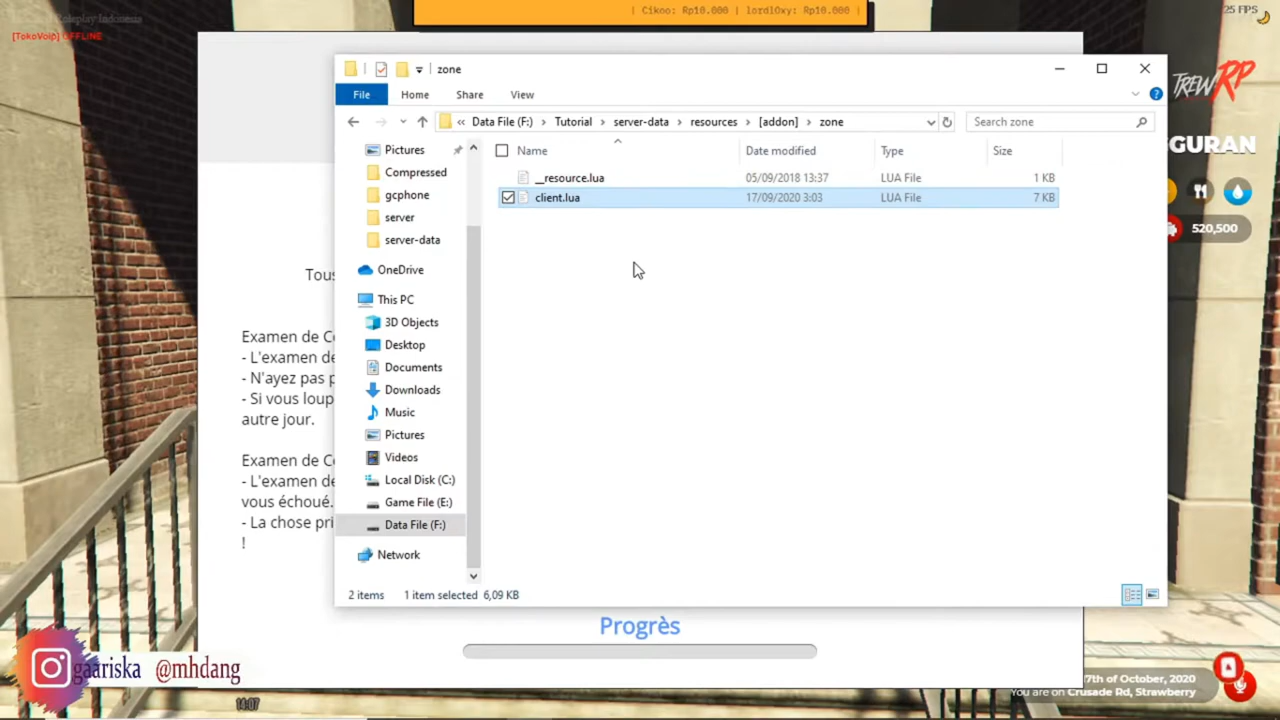 Roleplay Indonesia
[TokoVoip] OFFLINE
| Cikoo: Rp10.000 | lordl0xy: Rp10.000 |
25 FPS
TREWRP
GURAN
520,500
zone
File
Home
Share
View
« Data File (F:) › Tutorial › server-data › resources › [addon] › zone
Search zone
Name
Date modified
Type
Size
__resource.lua
05/09/2018 13:37
LUA File
1 KB
client.lua
17/09/2020 3:03
LUA File
7 KB
Pictures
Compressed
gcphone
server
server-data
OneDrive
This PC
3D Objects
Desktop
Documents
Downloads
Music
Pictures
Videos
Local Disk (C:)
Game File (E:)
Data File (F:)
Network
2 items
1 item selected 6,09 KB
Tous
Examen de C
- L'examen de
- N'ayez pas p
- Si vous loup
autre jour.
Examen de C
- L'examen de
vous échoué.
- La chose pri
!
Progrès
gaariska @mhdang
14:07
7th of October, 2020
You are on Crusade Rd, Strawberry